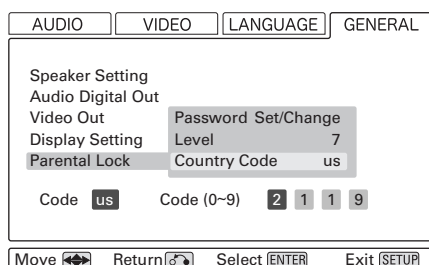 AUDIO VIDEO LANGUAGE GENERAL
Speaker Setting
Audio Digital Out
Video Out Password Set/Change
Display Setting Level 7
Parental Lock Country Code us
Code us Code (0~9) 2 1 1 9
Move Return Select ENTER Exit SETUP